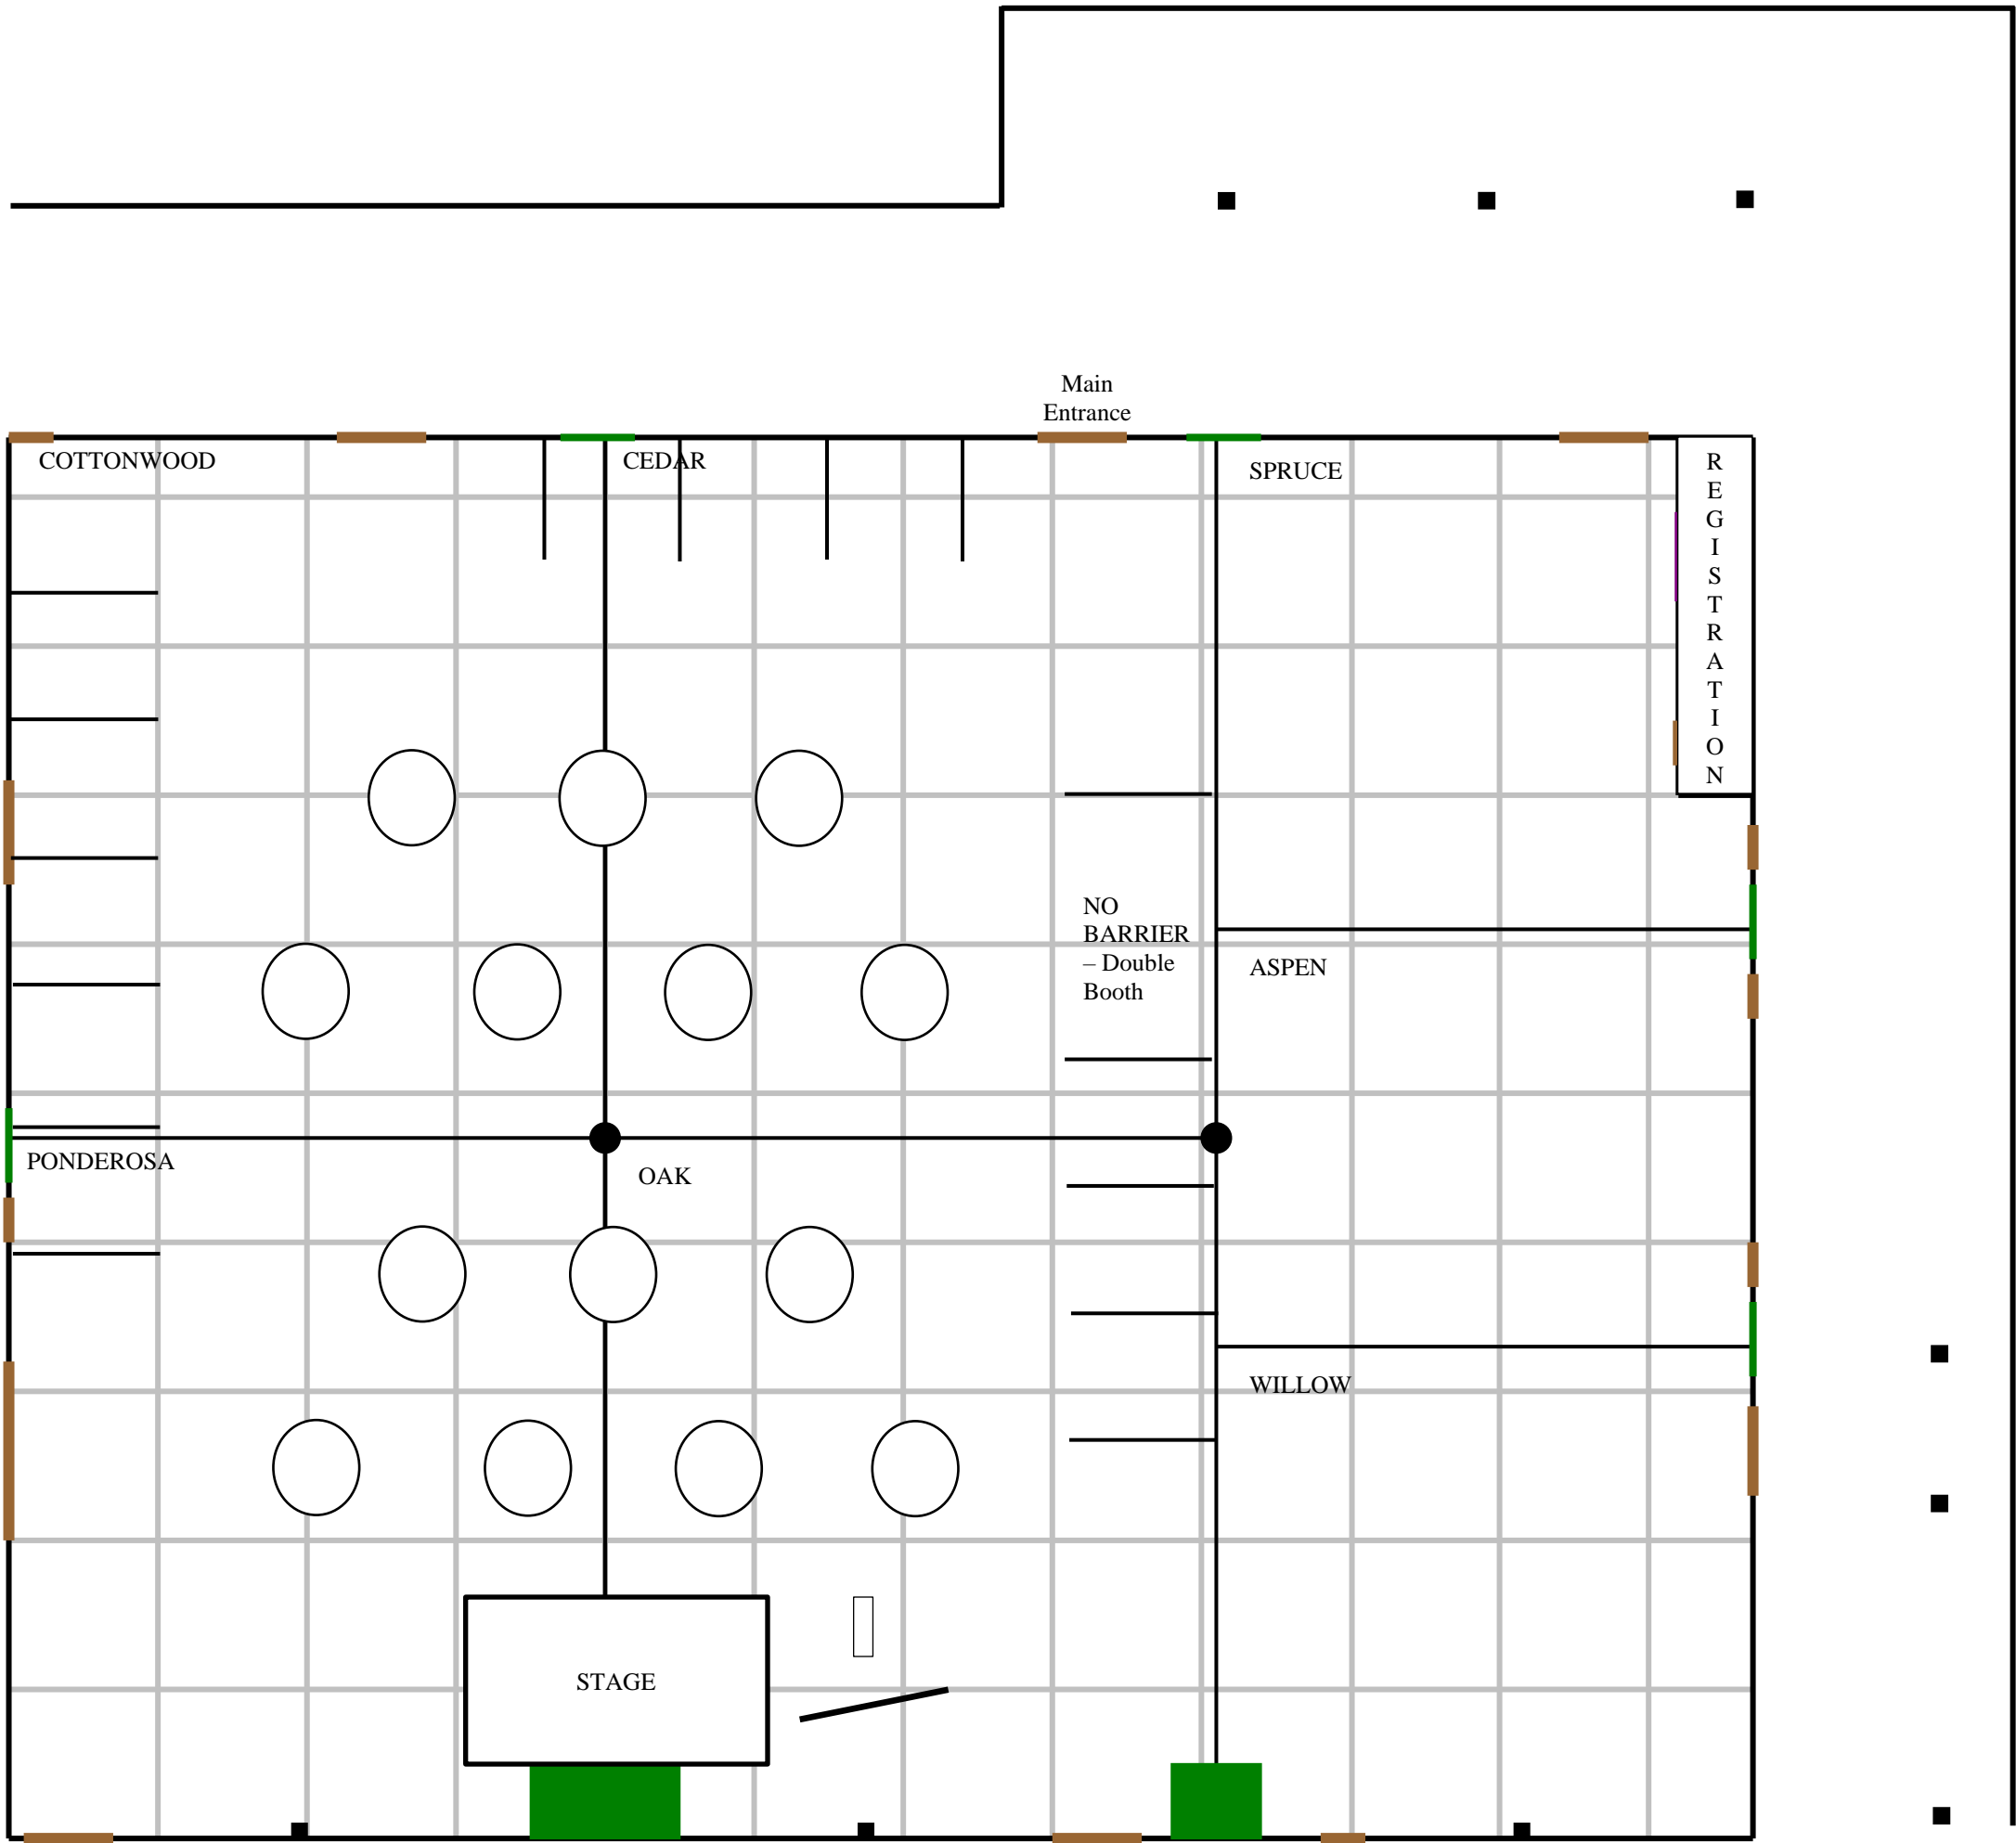 Main
Entrance
COTTONWOOD
CEDAR
SPRUCE
R
E
G
I
S
T
R
A
T
I
O
N
NO
BARRIER
– Double
Booth
ASPEN
PONDEROSA
OAK
WILLOW
STAGE